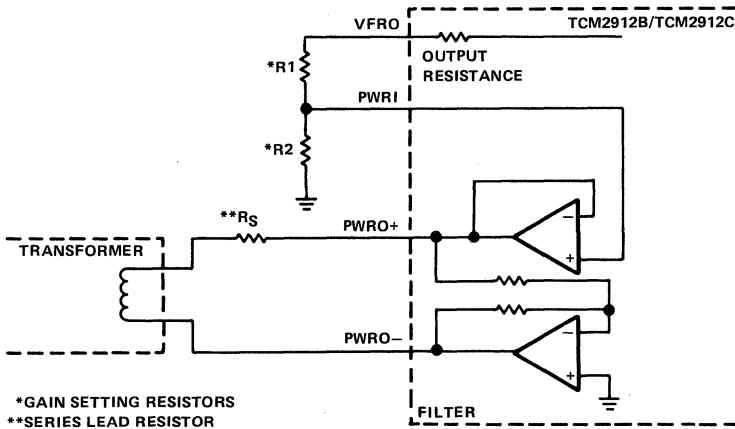 VFRO
TCM2912B/TCM2912C
OUTPUT
RESISTANCE
*R1
PWRI
*R2
**RS
PWRO+
TRANSFORMER
−
+
PWRO−
−
+
*GAIN SETTING RESISTORS
**SERIES LEAD RESISTOR
FILTER